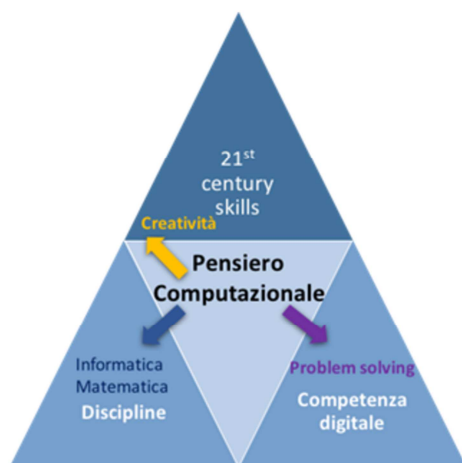 21st
century
skills
Creatività
Pensiero
Computazionale
Informatica
Matematica
Discipline
Problem solving
Competenza
digitale